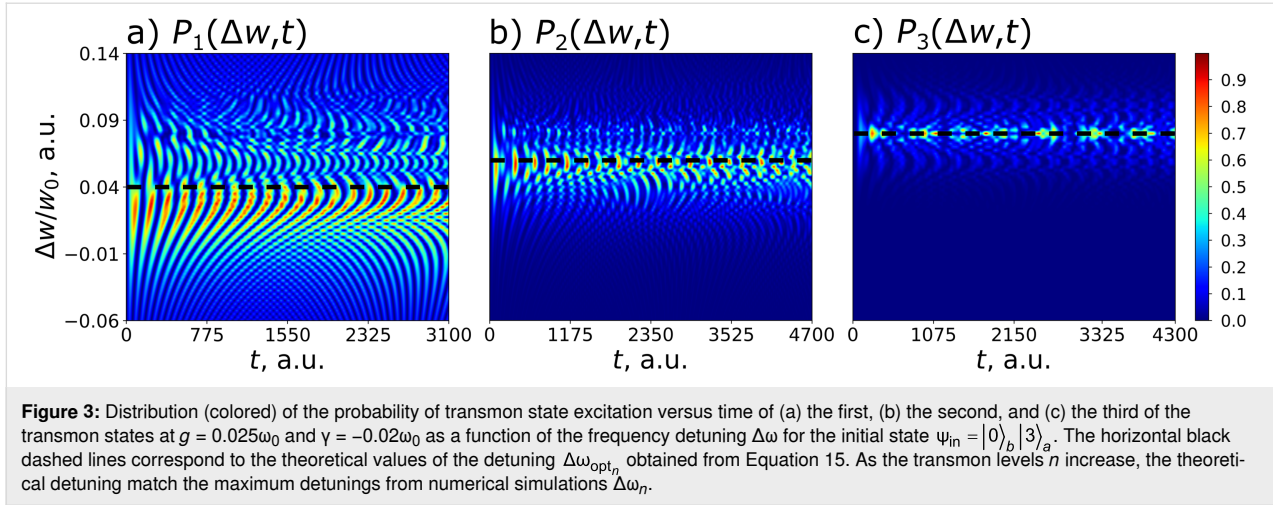 a) P₁(Δw,t)
b) P₂(Δw,t)
c) P₃(Δw,t)
0.14
0.09
0.04
−0.01
−0.06
Δw/w₀, a.u.
0 775 1550 2325 3100
t, a.u.
0 1175 2350 3525 4700
t, a.u.
0 1075 2150 3225 4300
t, a.u.
0.9
0.8
0.7
0.6
0.5
0.4
0.3
0.2
0.1
0.0
Figure 3: Distribution (colored) of the probability of transmon state excitation versus time of (a) the first, (b) the second, and (c) the third of the
transmon states at g = 0.025ω₀ and γ = −0.02ω₀ as a function of the frequency detuning Δω for the initial state ψin = |0⟩b |3⟩a. The horizontal black
dashed lines correspond to the theoretical values of the detuning Δωoptₙ obtained from Equation 15. As the transmon levels n increase, the theoreti-
cal detuning match the maximum detunings from numerical simulations Δωₙ.